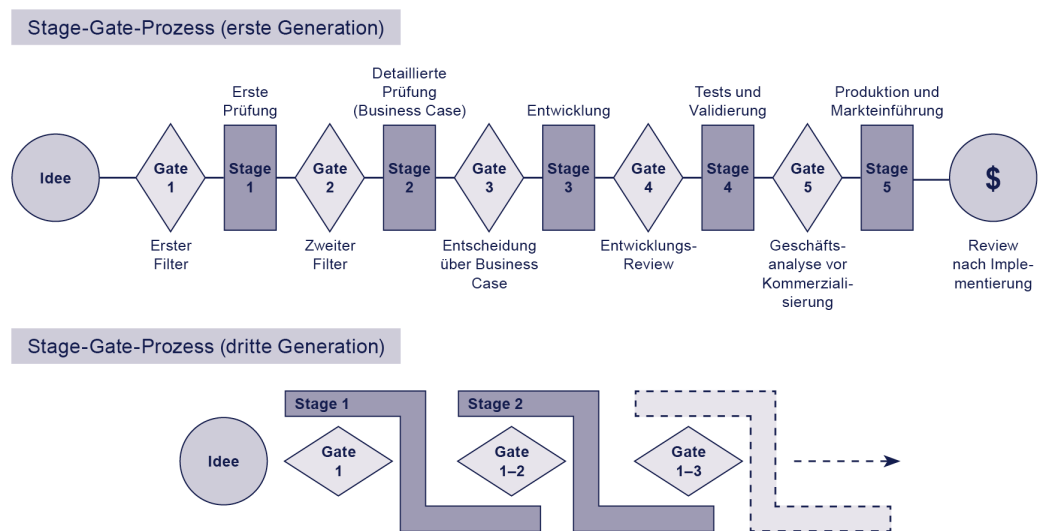 Stage-Gate-Prozess (erste Generation)
Idee
Gate
1
Erster
Filter
Erste
Prüfung
Stage
1
Gate
2
Zweiter
Filter
Detaillierte
Prüfung
(Business Case)
Stage
2
Gate
3
Entscheidung
über Business
Case
Entwicklung
Stage
3
Gate
4
Entwicklungs-
Review
Tests und
Validierung
Stage
4
Gate
5
Geschäfts-
analyse vor
Kommerziali-
sierung
Produktion und
Markteinführung
Stage
5
$
Review
nach Imple-
mentierung
Stage-Gate-Prozess (dritte Generation)
Idee
Stage 1
Gate
1
Stage 2
Gate
1–2
Gate
1–3